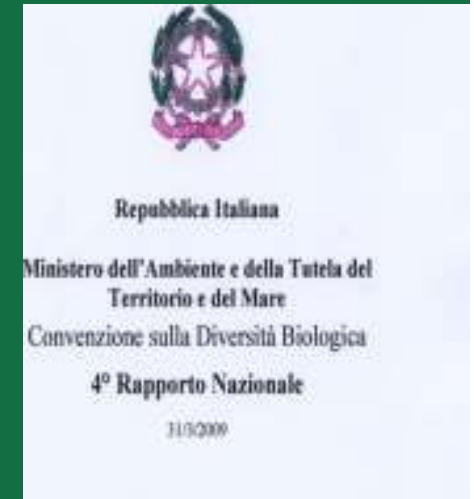 Repubblica Italiana
Ministero dell'Ambiente e della Tutela del
Territorio e del Mare
Convenzione sulla Diversità Biologica
4° Rapporto Nazionale
31/3/2009